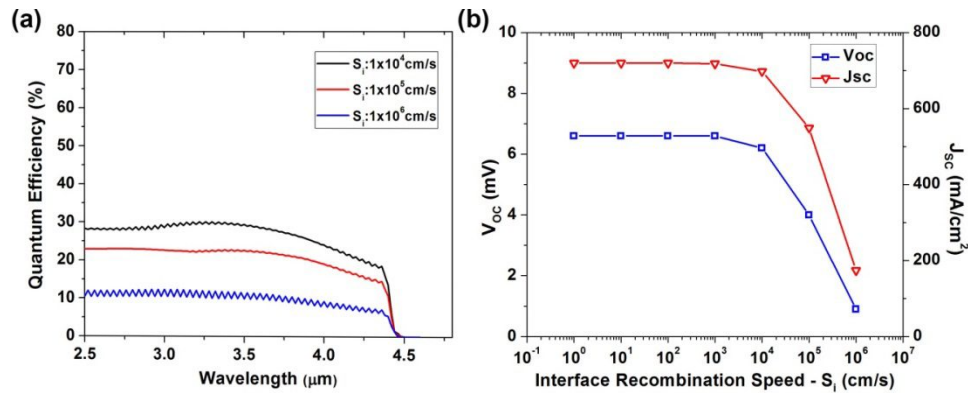 (a)
80
70
60
50
40
30
20
10
0
Quantum Efficiency (%)
Sᵢ:1x10⁴cm/s
Sᵢ:1x10⁵cm/s
Sᵢ:1x10⁶cm/s
2.5 3.0 3.5 4.0 4.5
Wavelength (μm)
(b)
10
8
6
4
2
0
V_OC (mV)
Voc
Jsc
800
600
400
200
0
J_SC (mA/cm²)
10⁻¹ 10⁰ 10¹ 10² 10³ 10⁴ 10⁵ 10⁶ 10⁷
Interface Recombination Speed - Sᵢ (cm/s)